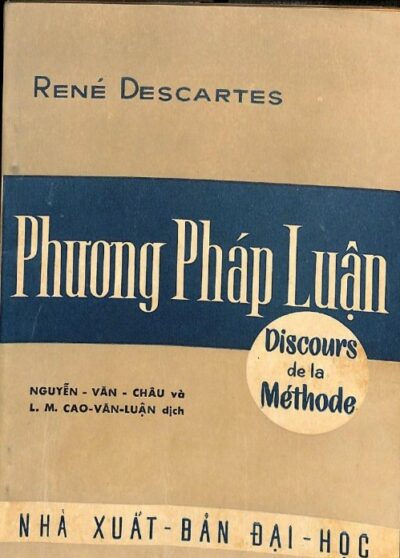 RENÉ DESCARTES
Phương Pháp Luận
Discours
de la
Méthode
NGUYỄN - VĂN - CHÂU và
L. M. CAO-VĂN-LUẬN dịch
NHÀ XUẤT-BẢN ĐẠI-HỌC